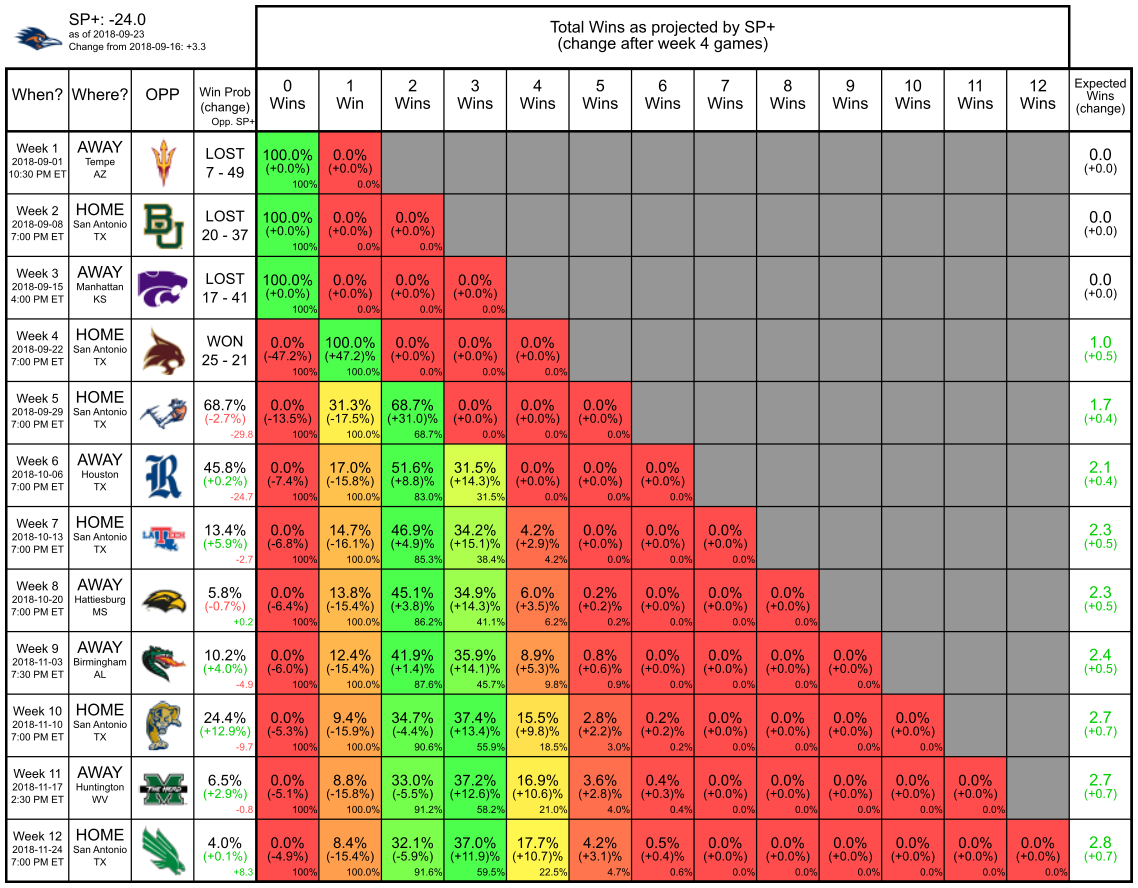 SP+: -24.0
as of 2018-09-23
Change from 2018-09-16: +3.3
Total Wins as projected by SP+
(change after week 4 games)
When? Where? OPP Win Prob (change) Opp. SP+ 0 Wins 1 Win 2 Wins 3 Wins 4 Wins 5 Wins 6 Wins 7 Wins 8 Wins 9 Wins 10 Wins 11 Wins 12 Wins Expected Wins (change)
Week 1 AWAY LOST 100.0% 0.0% 0.0
2018-09-01 Tempe 7 - 49 (+0.0%) (+0.0%) (+0.0)
10:30 PM ET AZ 100% 0.0%
Week 2 HOME BU LOST 100.0% 0.0% 0.0% 0.0
2018-09-08 San Antonio 20 - 37 (+0.0%) (+0.0%) (+0.0%) (+0.0)
7:00 PM ET TX 100% 0.0% 0.0%
Week 3 AWAY LOST 100.0% 0.0% 0.0% 0.0% 0.0
2018-09-15 Manhattan 17 - 41 (+0.0%) (+0.0%) (+0.0%) (+0.0%) (+0.0)
4:00 PM ET KS 100% 0.0% 0.0% 0.0%
Week 4 HOME WON 0.0% 100.0% 0.0% 0.0% 0.0% 1.0
2018-09-22 San Antonio 25 - 21 (-47.2%) (+47.2)% (+0.0%) (+0.0%) (+0.0%) (+0.5)
7:00 PM ET TX 100% 100.0% 0.0% 0.0% 0.0%
Week 5 HOME 68.7% 0.0% 31.3% 68.7% 0.0% 0.0% 0.0% 1.7
2018-09-29 San Antonio (-2.7%) (-13.5%) (-17.5%) (+31.0)% (+0.0%) (+0.0%) (+0.0%) (+0.4)
7:00 PM ET TX -29.8 100% 100.0% 68.7% 0.0% 0.0% 0.0%
Week 6 AWAY R 45.8% 0.0% 17.0% 51.6% 31.5% 0.0% 0.0% 0.0% 2.1
2018-10-06 Houston (+0.2%) (-7.4%) (-15.8%) (+8.8)% (+14.3)% (+0.0%) (+0.0%) (+0.0%) (+0.4)
7:00 PM ET TX -24.7 100% 100.0% 83.0% 31.5% 0.0% 0.0% 0.0%
Week 7 HOME LA TECH 13.4% 0.0% 14.7% 46.9% 34.2% 4.2% 0.0% 0.0% 0.0% 2.3
2018-10-13 San Antonio (+5.9%) (-6.8%) (-16.1%) (+4.9)% (+15.1)% (+2.9)% (+0.0%) (+0.0%) (+0.0%) (+0.5)
7:00 PM ET TX -2.7 100% 100.0% 85.3% 38.4% 4.2% 0.0% 0.0% 0.0%
Week 8 AWAY 5.8% 0.0% 13.8% 45.1% 34.9% 6.0% 0.2% 0.0% 0.0% 0.0% 2.3
2018-10-20 Hattiesburg (-0.7%) (-6.4%) (-15.4%) (+3.8)% (+14.3)% (+3.5)% (+0.2)% (+0.0%) (+0.0%) (+0.0%) (+0.5)
7:00 PM ET MS +0.2 100% 100.0% 86.2% 41.1% 6.2% 0.2% 0.0% 0.0% 0.0%
Week 9 AWAY 10.2% 0.0% 12.4% 41.9% 35.9% 8.9% 0.8% 0.0% 0.0% 0.0% 0.0% 2.4
2018-11-03 Birmingham (+4.0%) (-6.0%) (-15.4%) (+1.4)% (+14.1)% (+5.3)% (+0.6)% (+0.0%) (+0.0%) (+0.0%) (+0.0%) (+0.5)
7:30 PM ET AL -4.9 100% 100.0% 87.6% 45.7% 9.8% 0.9% 0.0% 0.0% 0.0% 0.0%
Week 10 HOME 24.4% 0.0% 9.4% 34.7% 37.4% 15.5% 2.8% 0.2% 0.0% 0.0% 0.0% 0.0% 2.7
2018-11-10 San Antonio (+12.9%) (-5.3%) (-15.9%) (-4.4%) (+13.4)% (+9.8)% (+2.2)% (+0.2)% (+0.0%) (+0.0%) (+0.0%) (+0.0%) (+0.7)
7:00 PM ET TX -9.7 100% 100.0% 90.6% 55.9% 18.5% 3.0% 0.2% 0.0% 0.0% 0.0% 0.0%
Week 11 AWAY M THE HERD 6.5% 0.0% 8.8% 33.0% 37.2% 16.9% 3.6% 0.4% 0.0% 0.0% 0.0% 0.0% 0.0% 2.7
2018-11-17 Huntington (+2.9%) (-5.1%) (-15.8%) (-5.5%) (+12.6)% (+10.6)% (+2.8)% (+0.3)% (+0.0%) (+0.0%) (+0.0%) (+0.0%) (+0.0%) (+0.7)
2:30 PM ET WV -0.8 100% 100.0% 91.2% 58.2% 21.0% 4.0% 0.4% 0.0% 0.0% 0.0% 0.0% 0.0%
Week 12 HOME 4.0% 0.0% 8.4% 32.1% 37.0% 17.7% 4.2% 0.5% 0.0% 0.0% 0.0% 0.0% 0.0% 0.0% 2.8
2018-11-24 San Antonio (+0.1%) (-4.9%) (-15.4%) (-5.9%) (+11.9)% (+10.7)% (+3.1)% (+0.4)% (+0.0%) (+0.0%) (+0.0%) (+0.0%) (+0.0%) (+0.0%) (+0.7)
7:00 PM ET TX +8.3 100% 100.0% 91.6% 59.5% 22.5% 4.7% 0.6% 0.0% 0.0% 0.0% 0.0% 0.0% 0.0%